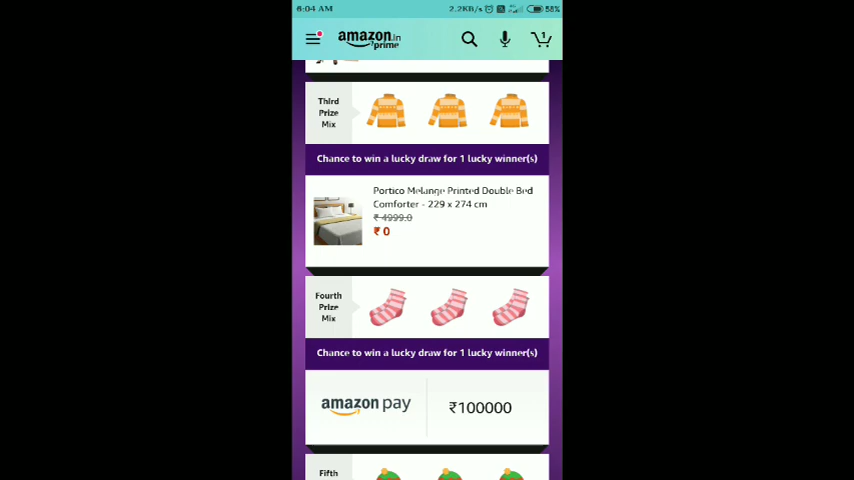 6:04 AM
2.2KB/s
58%
amazon.in
prime
1
Third
Prize
Mix
Chance to win a lucky draw for 1 lucky winner(s)
Portico Melange Printed Double Bed
Comforter - 229 x 274 cm
₹ 4999.0
₹ 0
Fourth
Prize
Mix
Chance to win a lucky draw for 1 lucky winner(s)
amazon pay
₹100000
Fifth